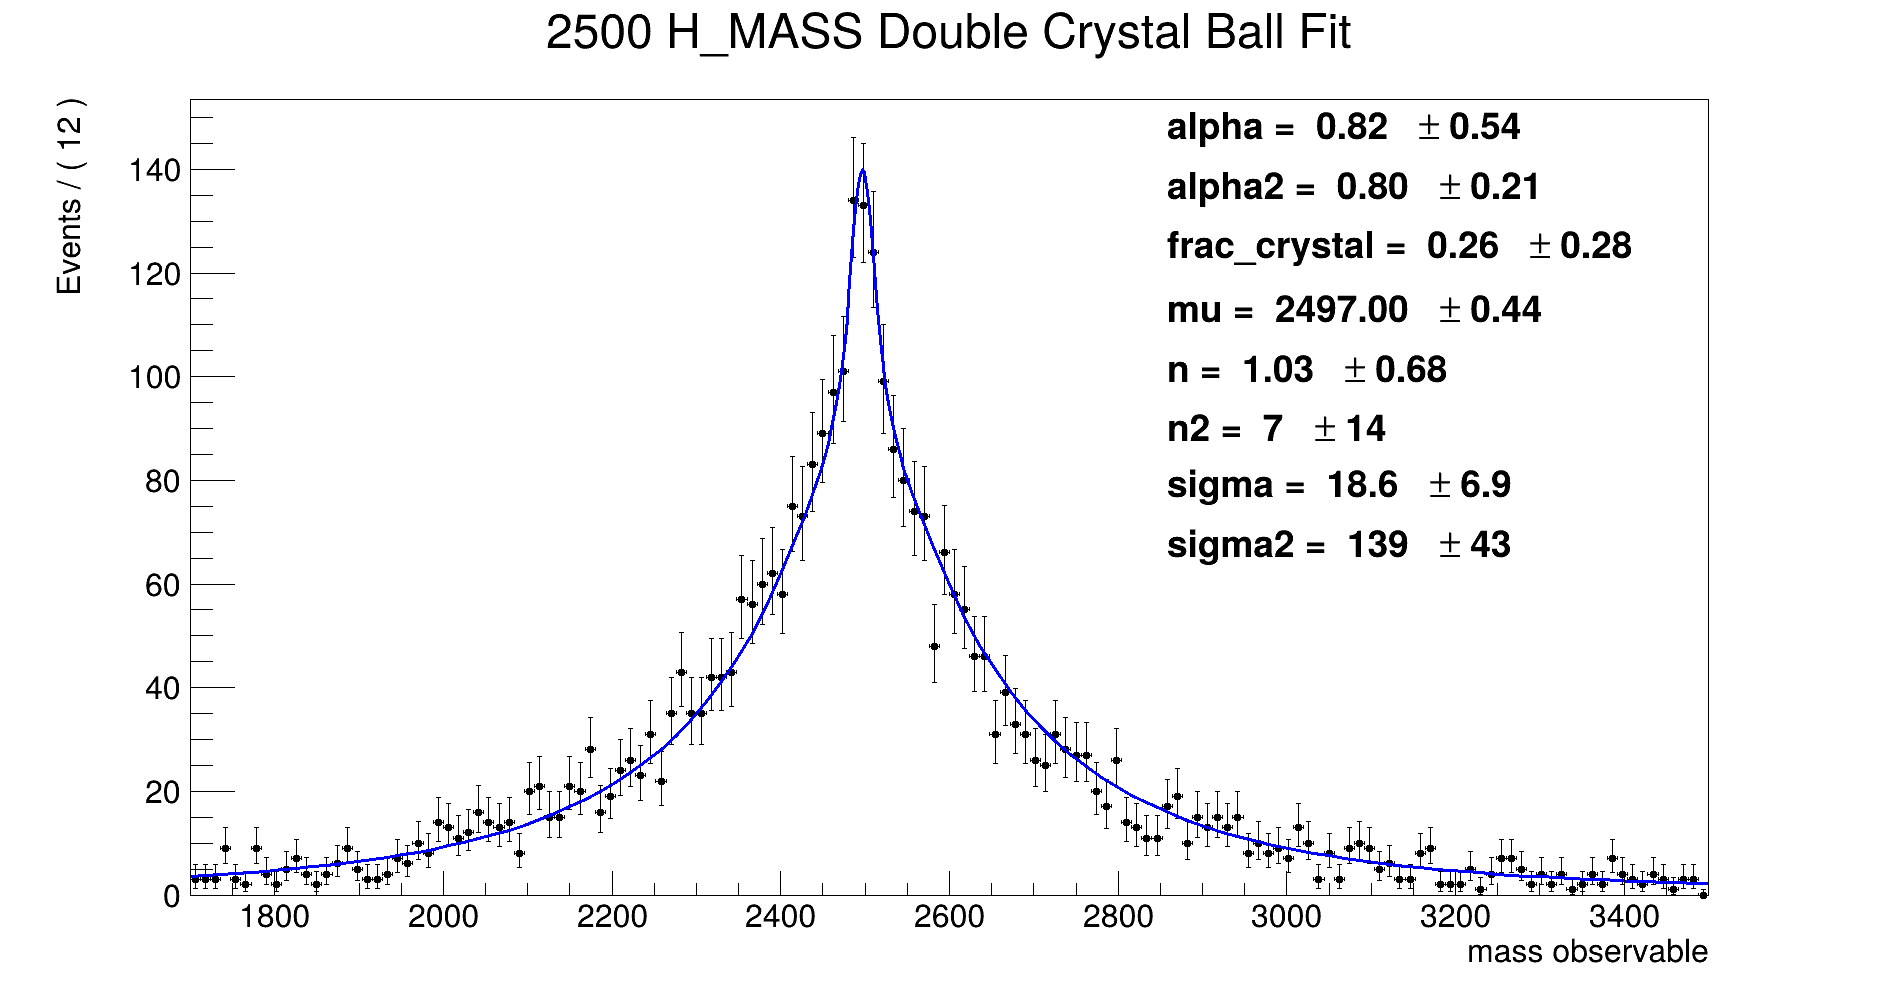 2500 H_MASS Double Crystal Ball Fit
Events / ( 12 )
140
120
100
80
60
40
20
0
alpha = 0.82 ± 0.54
alpha2 = 0.80 ± 0.21
frac_crystal = 0.26 ± 0.28
mu = 2497.00 ± 0.44
n = 1.03 ± 0.68
n2 = 7 ± 14
sigma = 18.6 ± 6.9
sigma2 = 139 ± 43
1800 2000 2200 2400 2600 2800 3000 3200 3400
mass observable